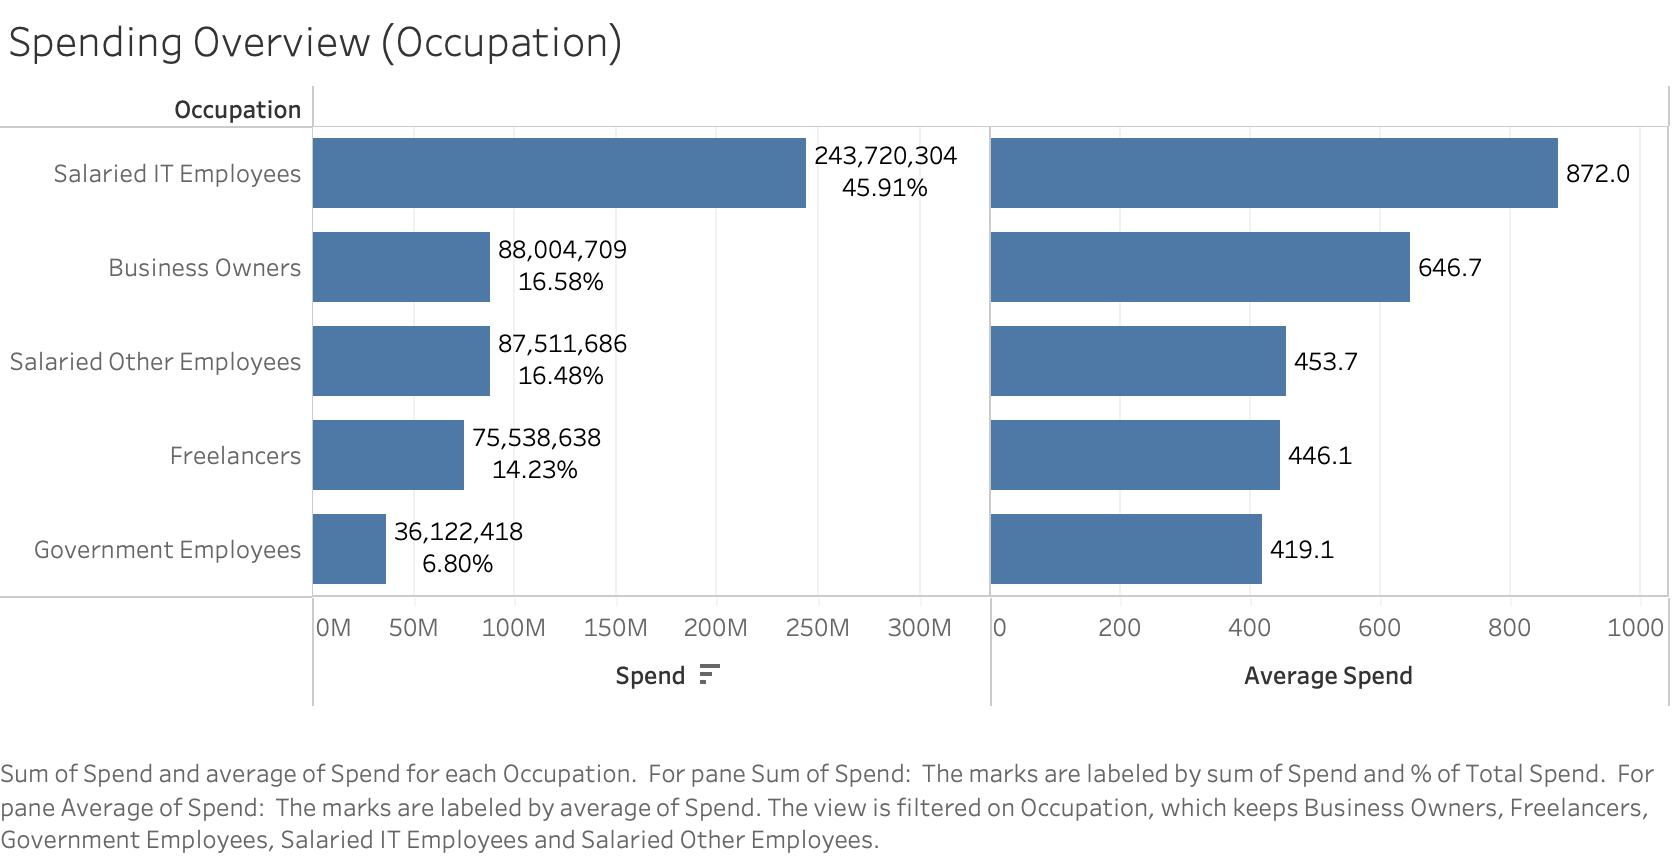 Spending Overview (Occupation)
Occupation
Salaried IT Employees
243,720,304
45.91%
872.0
Business Owners
88,004,709
16.58%
646.7
Salaried Other Employees
87,511,686
16.48%
453.7
Freelancers
75,538,638
14.23%
446.1
Government Employees
36,122,418
6.80%
419.1
0M 50M 100M 150M 200M 250M 300M
0 200 400 600 800 1000
Spend
Average Spend
Sum of Spend and average of Spend for each Occupation. For pane Sum of Spend: The marks are labeled by sum of Spend and % of Total Spend. For
pane Average of Spend: The marks are labeled by average of Spend. The view is filtered on Occupation, which keeps Business Owners, Freelancers,
Government Employees, Salaried IT Employees and Salaried Other Employees.